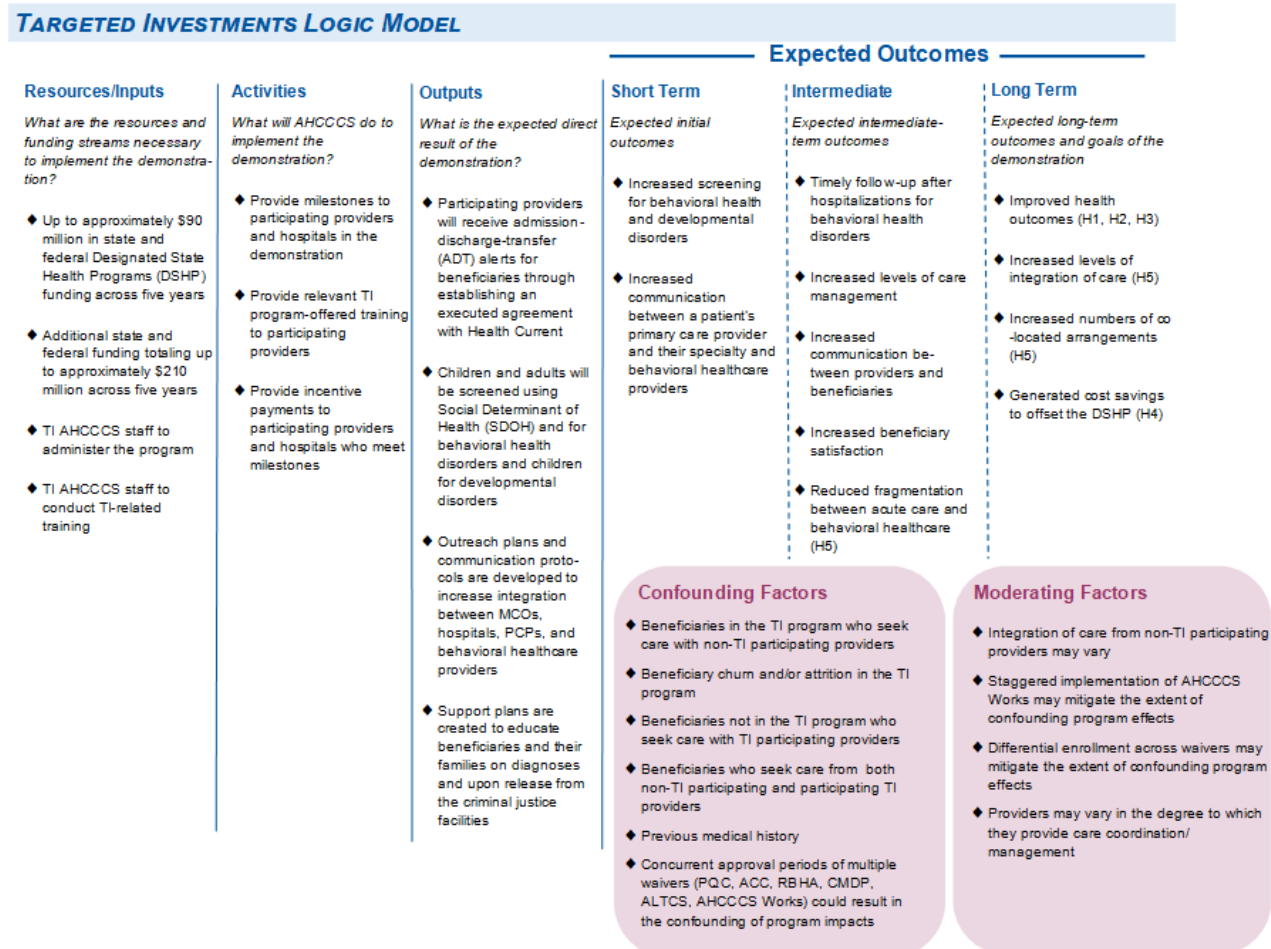 TARGETED INVESTMENTS LOGIC MODEL
Expected Outcomes
Resources/Inputs
What are the resources and
funding streams necessary
to implement the demonstra-
tion?
◆ Up to approximately $90
million in state and
federal Designated State
Health Programs (DSHP)
funding across five years
◆ Additional state and
federal funding totaling up
to approximately $210
million across five years
◆ TI AHCCCS staff to
administer the program
◆ TI AHCCCS staff to
conduct TI-related
training
Activities
What will AHCCCS do to
implement the
demonstration?
◆ Provide milestones to
participating providers
and hospitals in the
demonstration
◆ Provide relevant TI
program-offered training
to participating
providers
◆ Provide incentive
payments to
participating providers
and hospitals who meet
milestones
Outputs
What is the expected direct
result of the
demonstration?
◆ Participating providers
will receive admission-
discharge-transfer
(ADT) alerts for
beneficiaries through
establishing an
executed agreement
with Health Current
◆ Children and adults will
be screened using
Social Determinant of
Health (SDOH) and for
behavioral health
disorders and children
for developmental
disorders
◆ Outreach plans and
communication proto-
cols are developed to
increase integration
between MCOs,
hospitals, PCPs, and
behavioral healthcare
providers
◆ Support plans are
created to educate
beneficiaries and their
families on diagnoses
and upon release from
the criminal justice
facilities
Short Term
Expected initial
outcomes
◆ Increased screening
for behavioral health
and developmental
disorders
◆ Increased
communication
between a patient's
primary care provider
and their specialty and
behavioral healthcare
providers
Intermediate
Expected intermediate-
term outcomes
◆ Timely follow-up after
hospitalizations for
behavioral health
disorders
◆ Increased levels of care
management
◆ Increased
communication be-
tween providers and
beneficiaries
◆ Increased beneficiary
satisfaction
◆ Reduced fragmentation
between acute care and
behavioral healthcare
(H5)
Long Term
Expected long-term
outcomes and goals of the
demonstration
◆ Improved health
outcomes (H1, H2, H3)
◆ Increased levels of
integration of care (H5)
◆ Increased numbers of co
-located arrangements
(H5)
◆ Generated cost savings
to offset the DSHP (H4)
Confounding Factors
◆ Beneficiaries in the TI program who seek
care with non-TI participating providers
◆ Beneficiary churn and/or attrition in the TI
program
◆ Beneficiaries not in the TI program who
seek care with TI participating providers
◆ Beneficiaries who seek care from both
non-TI participating and participating TI
providers
◆ Previous medical history
◆ Concurrent approval periods of multiple
waivers (PQC, ACC, RBHA, CMDP,
ALTCS, AHCCCS Works) could result in
the confounding of program impacts
Moderating Factors
◆ Integration of care from non-TI participating
providers may vary
◆ Staggered implementation of AHCCCS
Works may mitigate the extent of
confounding program effects
◆ Differential enrollment across waivers may
mitigate the extent of confounding program
effects
◆ Providers may vary in the degree to which
they provide care coordination/
management